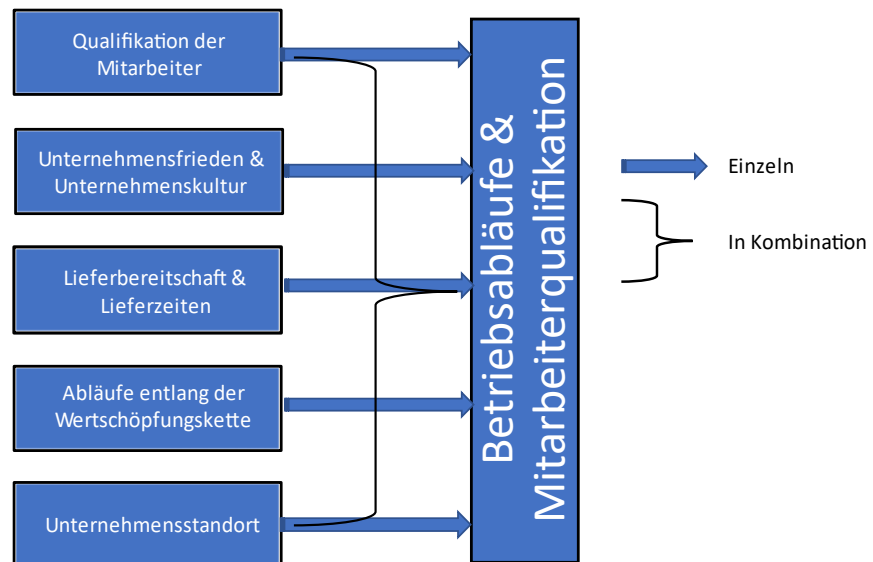 Qualifikation der
Mitarbeiter
Unternehmensfrieden &
Unternehmenskultur
Lieferbereitschaft &
Lieferzeiten
Abläufe entlang der
Wertschöpfungskette
Unternehmensstandort
Betriebsabläufe &
Mitarbeiterqualifikation
Einzeln
In Kombination